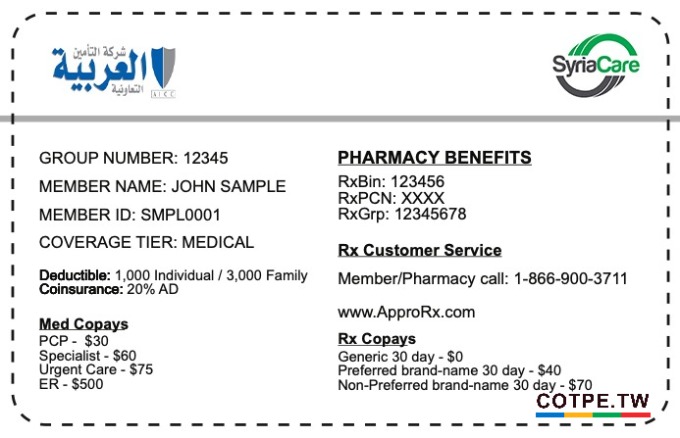 شركة التأمين
العربية
التعاونية
AICC
SyriaCare
GROUP NUMBER: 12345
MEMBER NAME: JOHN SAMPLE
MEMBER ID: SMPL0001
COVERAGE TIER: MEDICAL
Deductible: 1,000 Individual / 3,000 Family
Coinsurance: 20% AD
Med Copays
PCP - $30
Specialist - $60
Urgent Care - $75
ER - $500
PHARMACY BENEFITS
RxBin: 123456
RxPCN: XXXX
RxGrp: 12345678
Rx Customer Service
Member/Pharmacy call: 1-866-900-3711
www.ApproRx.com
Rx Copays
Generic 30 day - $0
Preferred brand-name 30 day - $40
Non-Preferred brand-name 30 day - $70
COTPE.TW